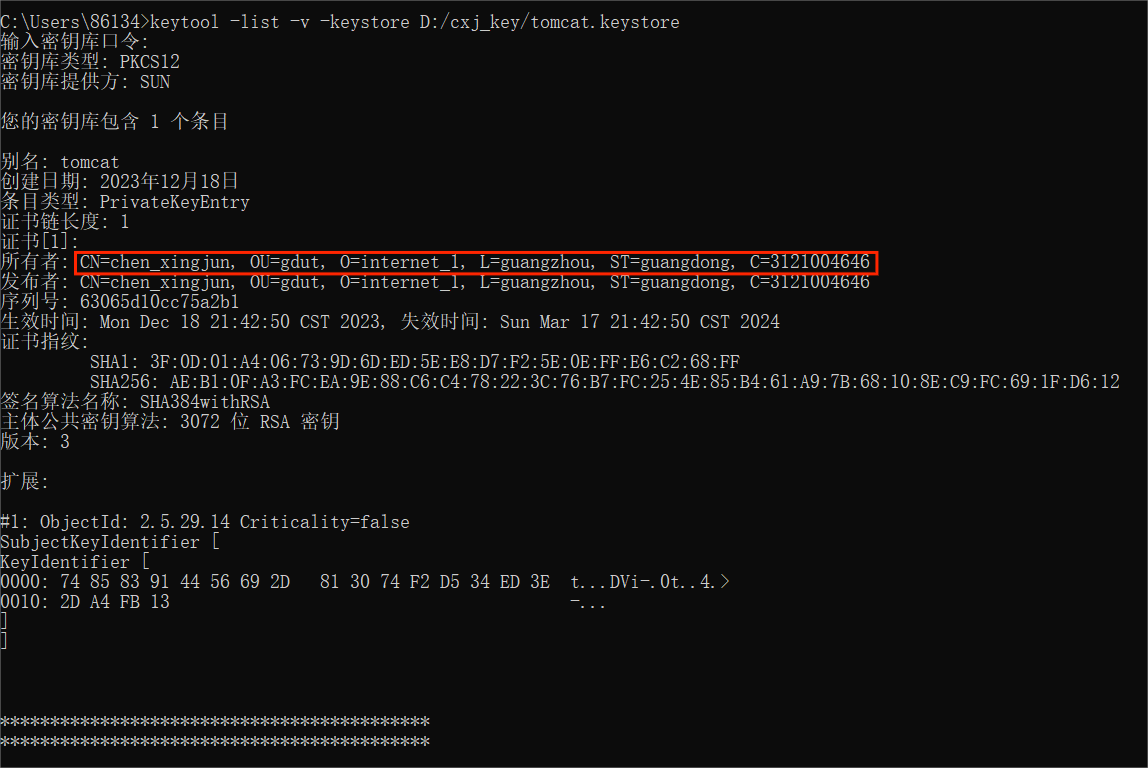 C:\Users\86134>keytool -list -v -keystore D:/cxj_key/tomcat.keystore
输入密钥库口令:
密钥库类型: PKCS12
密钥库提供方: SUN
您的密钥库包含 1 个条目
别名: tomcat
创建日期: 2023年12月18日
条目类型: PrivateKeyEntry
证书链长度: 1
证书[1]:
所有者: CN=chen_xingjun, OU=gdut, O=internet_1, L=guangzhou, ST=guangdong, C=3121004646
发布者: CN=chen_xingjun, OU=gdut, O=internet_1, L=guangzhou, ST=guangdong, C=3121004646
序列号: 63065d10cc75a2b1
生效时间: Mon Dec 18 21:42:50 CST 2023, 失效时间: Sun Mar 17 21:42:50 CST 2024
证书指纹:
SHA1: 3F:0D:01:A4:06:73:9D:6D:ED:5E:E8:D7:F2:5E:0E:FF:E6:C2:68:FF
SHA256: AE:B1:0F:A3:FC:EA:9E:88:C6:C4:78:22:3C:76:B7:FC:25:4E:85:B4:61:A9:7B:68:10:8E:C9:FC:69:1F:D6:12
签名算法名称: SHA384withRSA
主体公共密钥算法: 3072 位 RSA 密钥
版本: 3
扩展:
#1: ObjectId: 2.5.29.14 Criticality=false
SubjectKeyIdentifier [
KeyIdentifier [
0000: 74 85 83 91 44 56 69 2D   81 30 74 F2 D5 34 ED 3E  t...DVi-.0t..4.>
0010: 2D A4 FB 13                                        -...
]
]
*******************************************
*******************************************